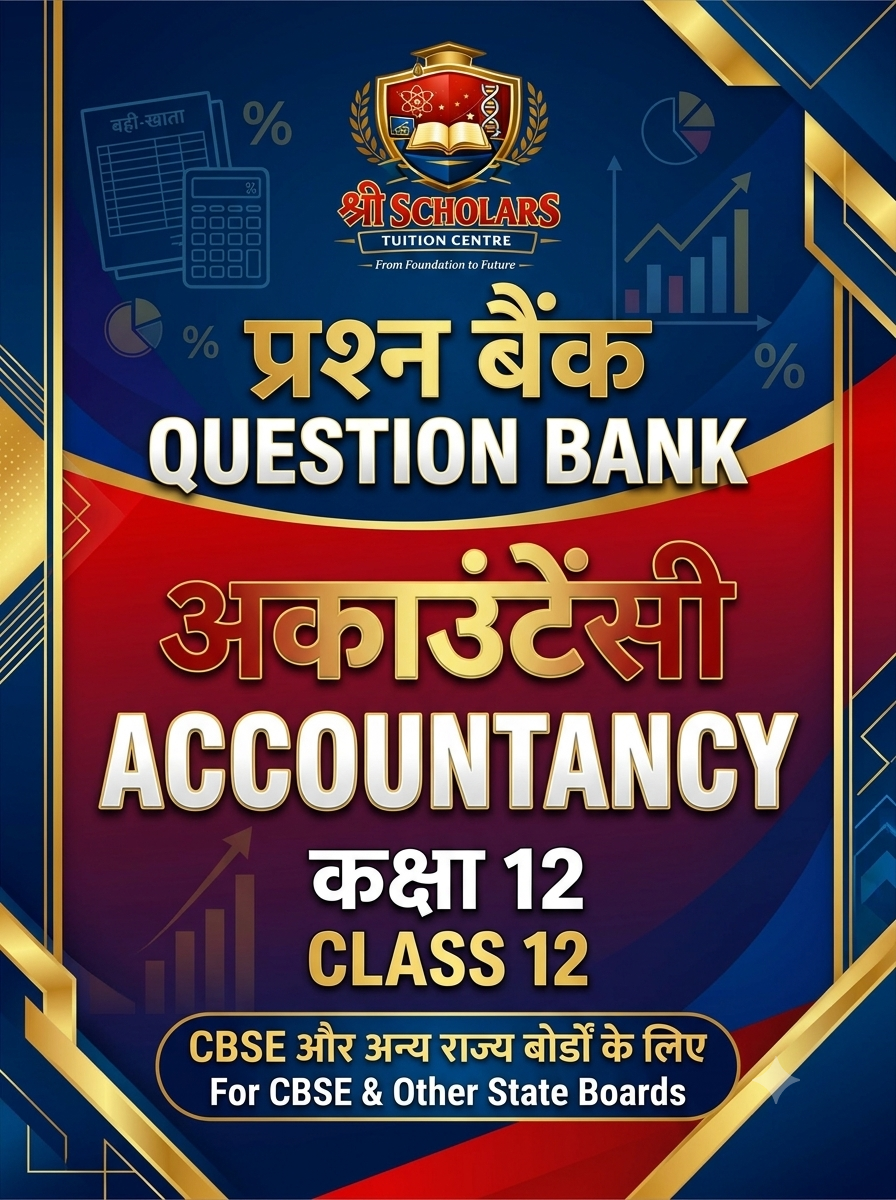 बही-खाता
%
%
%
%
श्री SCHOLARS
TUITION CENTRE
From Foundation to Future
प्रश्न बैंक
QUESTION BANK
अकाउंटेंसी
ACCOUNTANCY
कक्षा 12
CLASS 12
CBSE और अन्य राज्य बोर्डों के लिए
For CBSE & Other State Boards